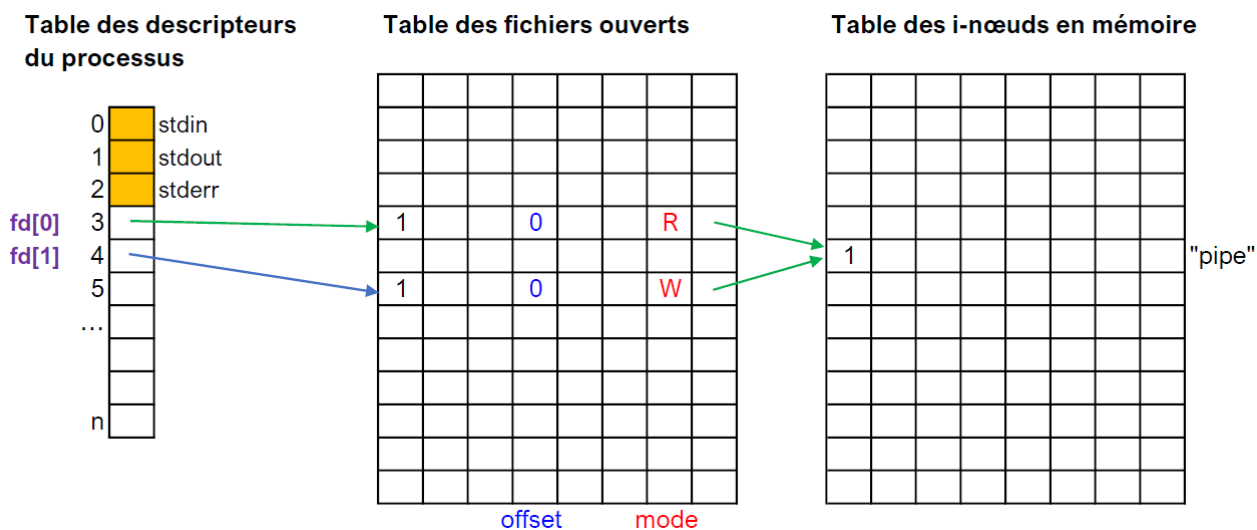 Table des descripteurs
du processus
Table des fichiers ouverts
Table des i-nœuds en mémoire
0 stdin
1 stdout
2 stderr
fd[0] 3 1 0 R
fd[1] 4 1 "pipe"
5 1 0 W
...
n
offset mode